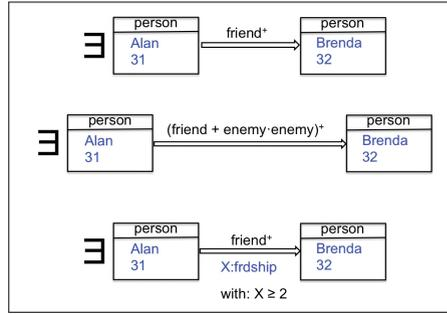 ∃
person
Alan
31
friend⁺
person
Brenda
32
∃
person
Alan
31
(friend + enemy·enemy)⁺
person
Brenda
32
∃
person
Alan
31
friend⁺
X:frdship
with: X ≥ 2
person
Brenda
32